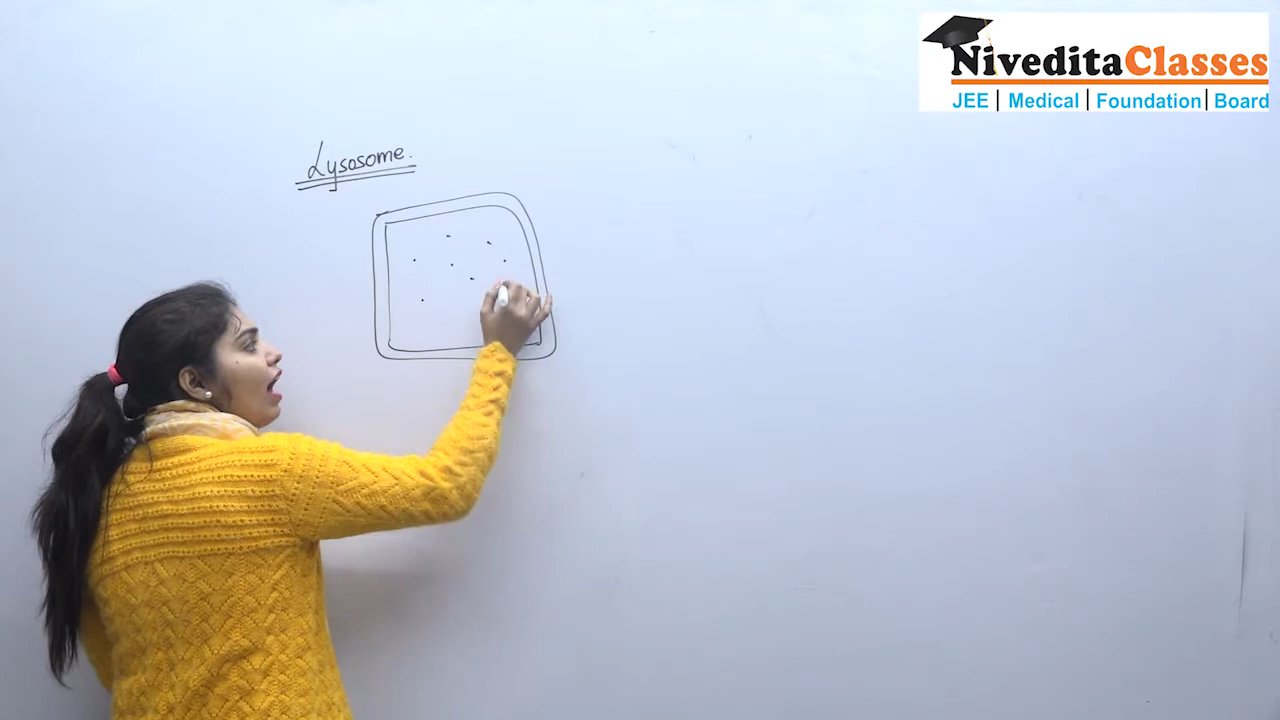 NiveditaClasses
JEE | Medical | Foundation | Board
Lysosome.